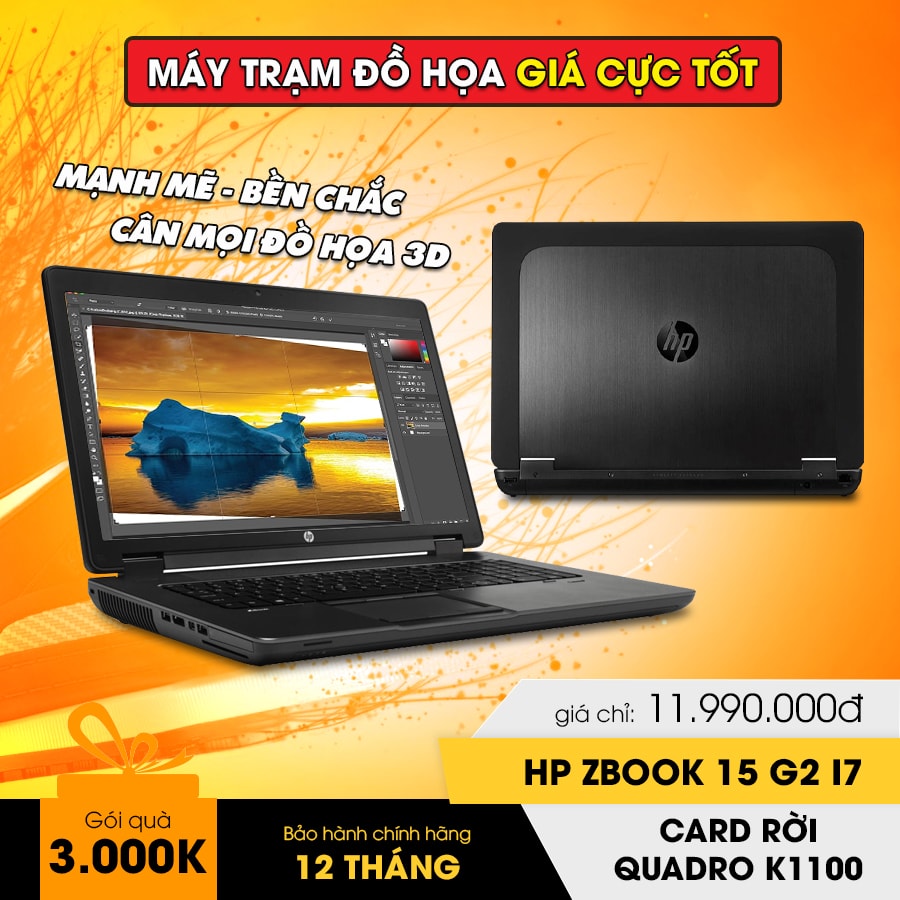 MÁY TRẠM ĐỒ HỌA GIÁ CỰC TỐT
MẠNH MẼ - BỀN CHẮC
CÂN MỌI ĐỒ HỌA 3D
hp
hp
giá chỉ: 11.990.000đ
HP ZBOOK 15 G2 I7
CARD RỜI
QUADRO K1100
Gói quà
3.000K
Bảo hành chính hãng
12 THÁNG